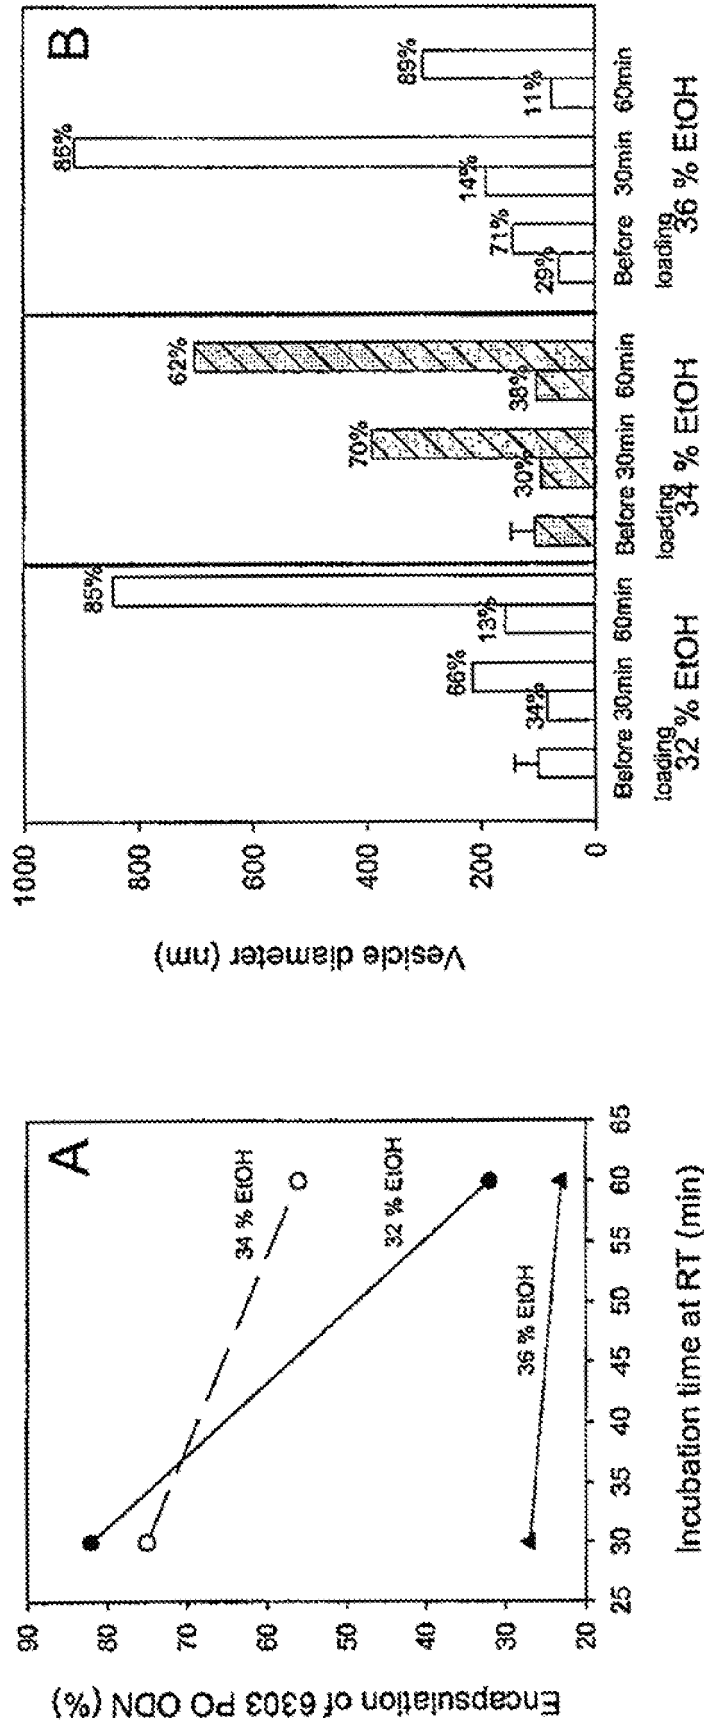 A
Encapsulation of 6303 PO ODN (%)
90
80
70
60
50
40
30
20
34 % EtOH
32 % EtOH
36 % EtOH
25 30 35 40 45 50 55 60 65
Incubation time at RT (min)
B
Vesicle diameter (nm)
1000
800
600
400
200
0
34%
66%
13%
85%
30%
70%
38%
62%
29%
71%
14%
86%
11%
89%
Before 30min 60min Before 30min 60min Before 30min 60min
loading loading loading
32 % EtOH 34 % EtOH 36 % EtOH